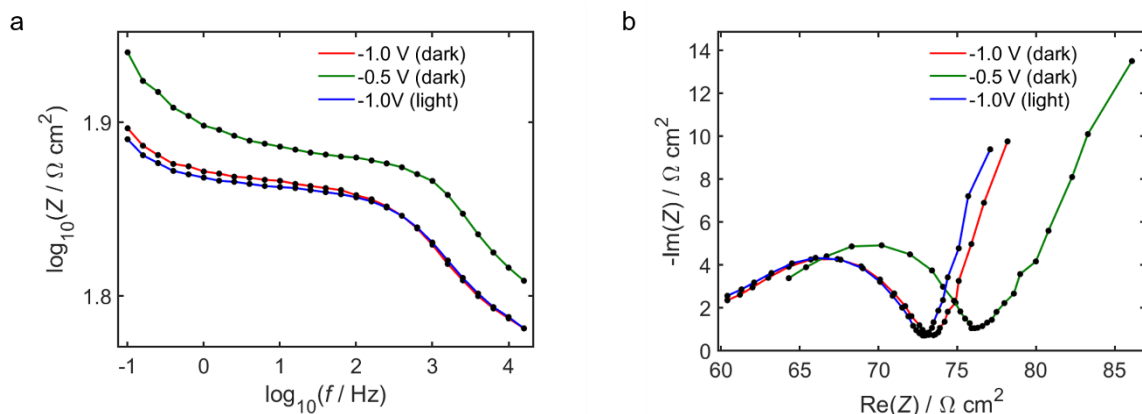 a
-1.0 V (dark)
-0.5 V (dark)
-1.0V (light)
log10(Z / Ω cm²)
1.9
1.8
-1 0 1 2 3 4
log10(f / Hz)
b
-1.0 V (dark)
-0.5 V (dark)
-1.0V (light)
-Im(Z) / Ω cm²
14
12
10
8
6
4
2
0
60 65 70 75 80 85
Re(Z) / Ω cm²